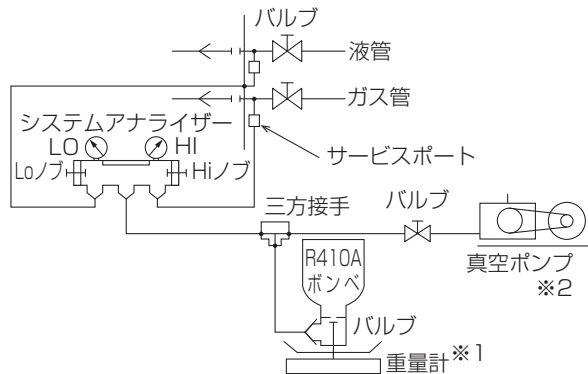 バルブ
液管
ガス管
システムアナライザー
LO
HI
Loノブ
Hiノブ
サービスポート
三方接手
バルブ
R410A
ボンベ
真空ポンプ
※2
バルブ
重量計※1